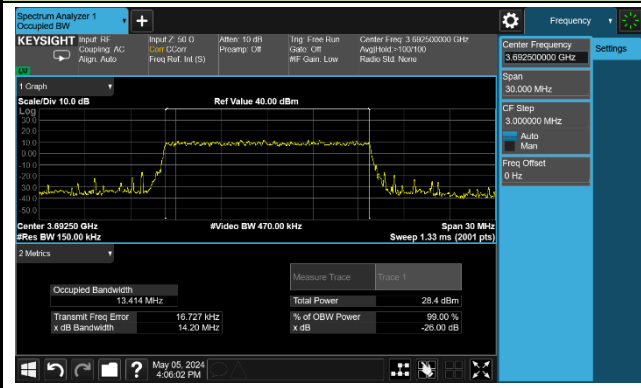 Spectrum Analyzer 1
Occupied BW
Frequency
KEYSIGHT
Input: RF
Coupling: AC
Align: Auto
Input Z: 50 Ω
Corr CCorr
Freq Ref: Int (S)
Atten: 10 dB
Preamp: Off
Trig: Free Run
Gate: Off
#IF Gain: Low
Center Freq: 3.692500000 GHz
Avg|Hold:>100/100
Radio Std: None
LXI
Center Frequency
3.692500000 GHz
Settings
Span
30.000 MHz
CF Step
3.000000 MHz
Auto
Man
Freq Offset
0 Hz
1 Graph
Scale/Div 10.0 dB
Ref Value 40.00 dBm
Log
30.0
20.0
10.0
0.00
-10.0
-20.0
-30.0
-40.0
-50.0
Center 3.69250 GHz
#Video BW 470.00 kHz
Span 30 MHz
#Res BW 150.00 kHz
Sweep 1.33 ms (2001 pts)
2 Metrics
Measure Trace
Trace 1
Occupied Bandwidth
13.414 MHz
Total Power
28.4 dBm
Transmit Freq Error
16.727 kHz
% of OBW Power
99.00 %
x dB Bandwidth
14.20 MHz
x dB
-26.00 dB
May 05, 2024
4:06:02 PM